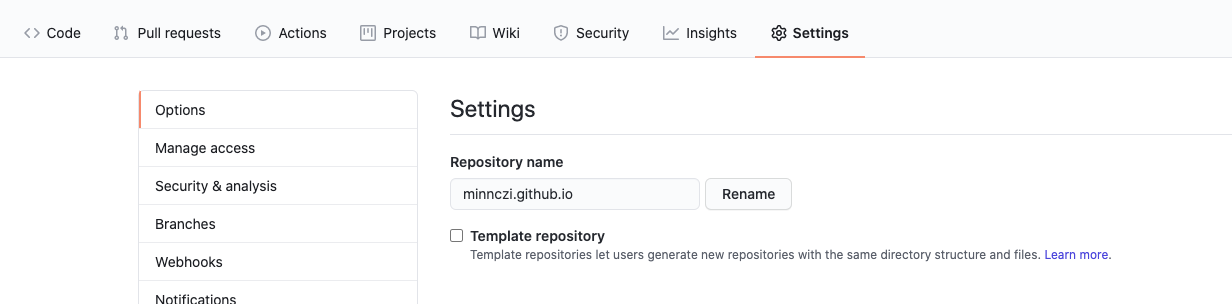 Code Pull requests Actions Projects Wiki Security Insights Settings
Options
Manage access
Security & analysis
Branches
Webhooks
Notifications
Settings
Repository name
minnczi.github.io Rename
Template repository
Template repositories let users generate new repositories with the same directory structure and files. Learn more.